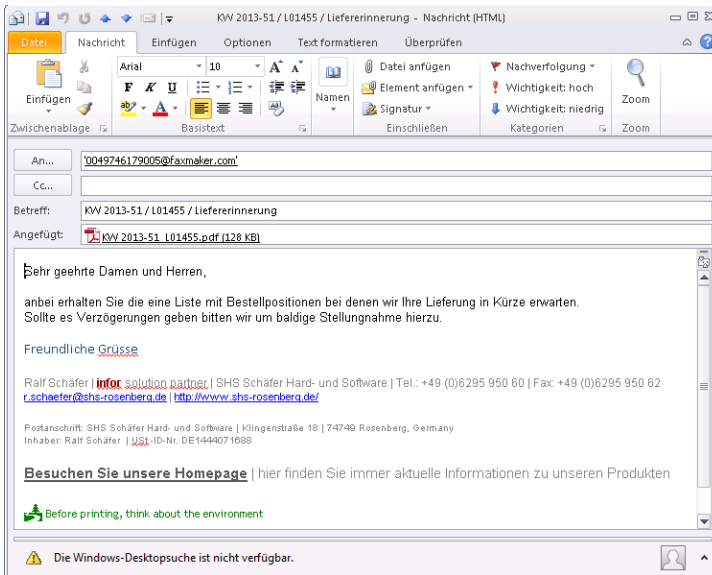 KW 2013-51 / L01455 / Liefererinnerung - Nachricht (HTML)
Datei Nachricht Einfügen Optionen Text formatieren Überprüfen
Einfügen
Arial 10
F K U
Namen
Datei anfügen
Element anfügen
Signatur
Nachverfolgung
Wichtigkeit: hoch
Wichtigkeit: niedrig
Zoom
Zwischenablage Basistext Einschließen Kategorien Zoom
An... '0049746179005@faxmaker.com'
Cc...
Betreff: KW 2013-51 / L01455 / Liefererinnerung
Angefügt: KW 2013-51_L01455.pdf (128 KB)
Sehr geehrte Damen und Herren,
anbei erhalten Sie die eine Liste mit Bestellpositionen bei denen wir Ihre Lieferung in Kürze erwarten.
Sollte es Verzögerungen geben bitten wir um baldige Stellungnahme hierzu.
Freundliche Grüsse
Ralf Schäfer | infor solution partner | SHS Schäfer Hard- und Software | Tel.: +49 (0)6295 950 60 | Fax: +49 (0)6295 950 62
r.schaefer@shs-rosenberg.de | http://www.shs-rosenberg.de/
Postanschrift: SHS Schäfer Hard- und Software | Klingenstraße 18 | 74749 Rosenberg, Germany
Inhaber: Ralf Schäfer | USt-ID-Nr. DE1444071688
Besuchen Sie unsere Homepage | hier finden Sie immer aktuelle Informationen zu unseren Produkten
Before printing, think about the environment
Die Windows-Desktopsuche ist nicht verfügbar.